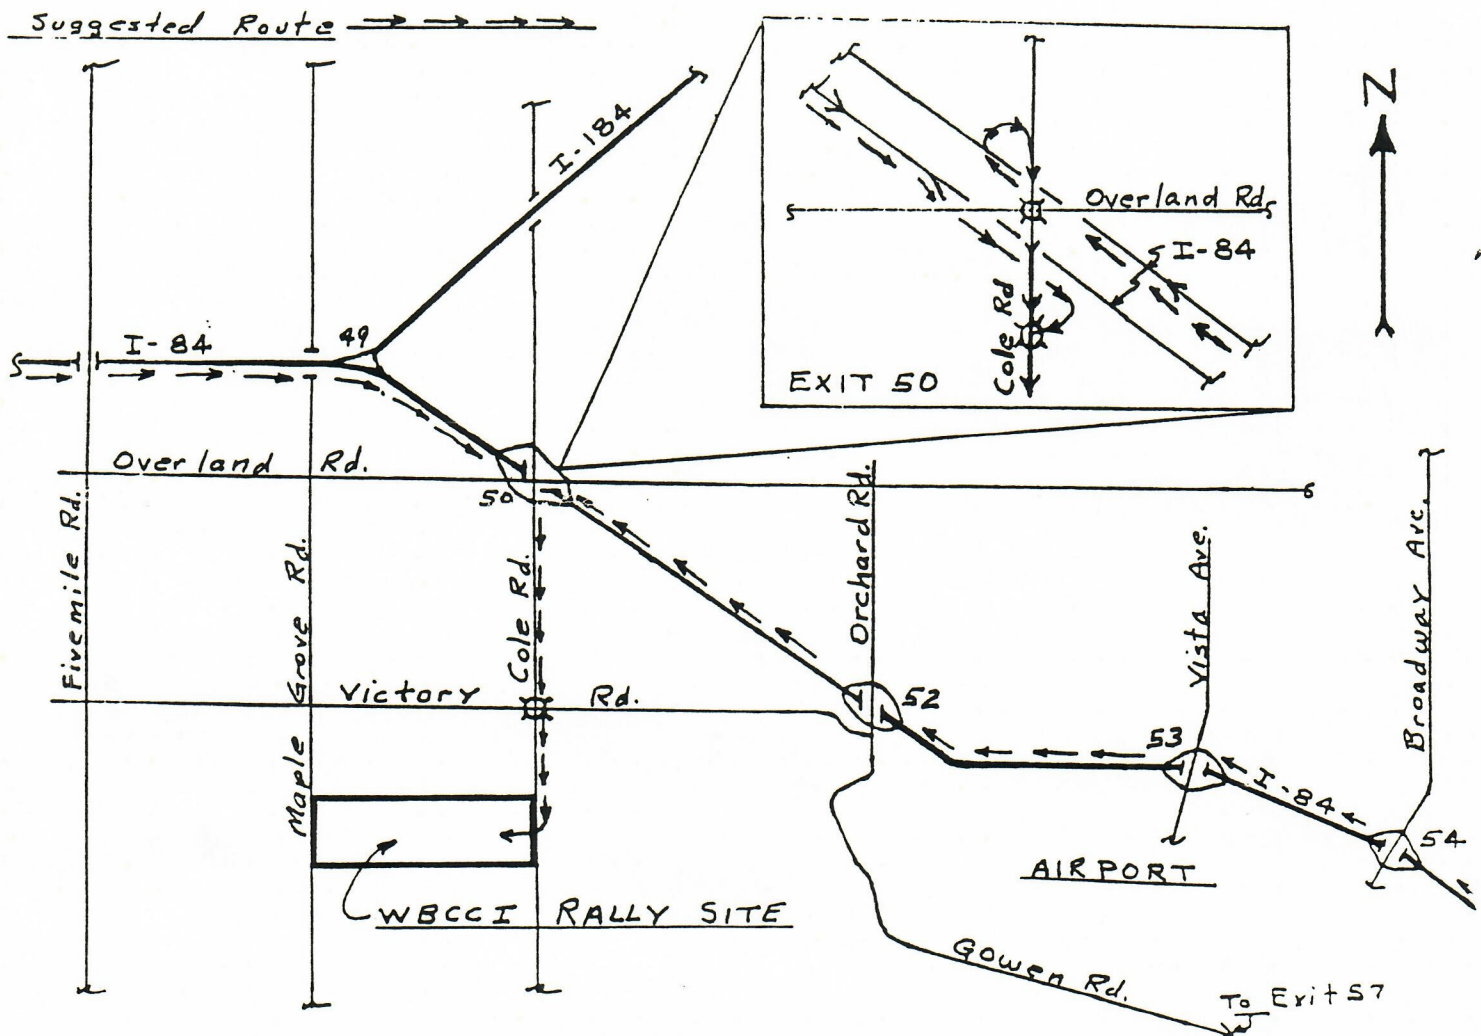 Suggested Route
N
I-184
Overland Rd.
I-84
Cole Rd
EXIT 50
I-84
49
Overland Rd.
50
Fivemile Rd.
Maple Grove Rd.
Cole Rd.
Orchard Rd.
Vista Ave.
Broadway Ave.
Victory Rd.
52
53
I-84
54
AIRPORT
WBCCI RALLY SITE
Gowen Rd.
To Exit 57